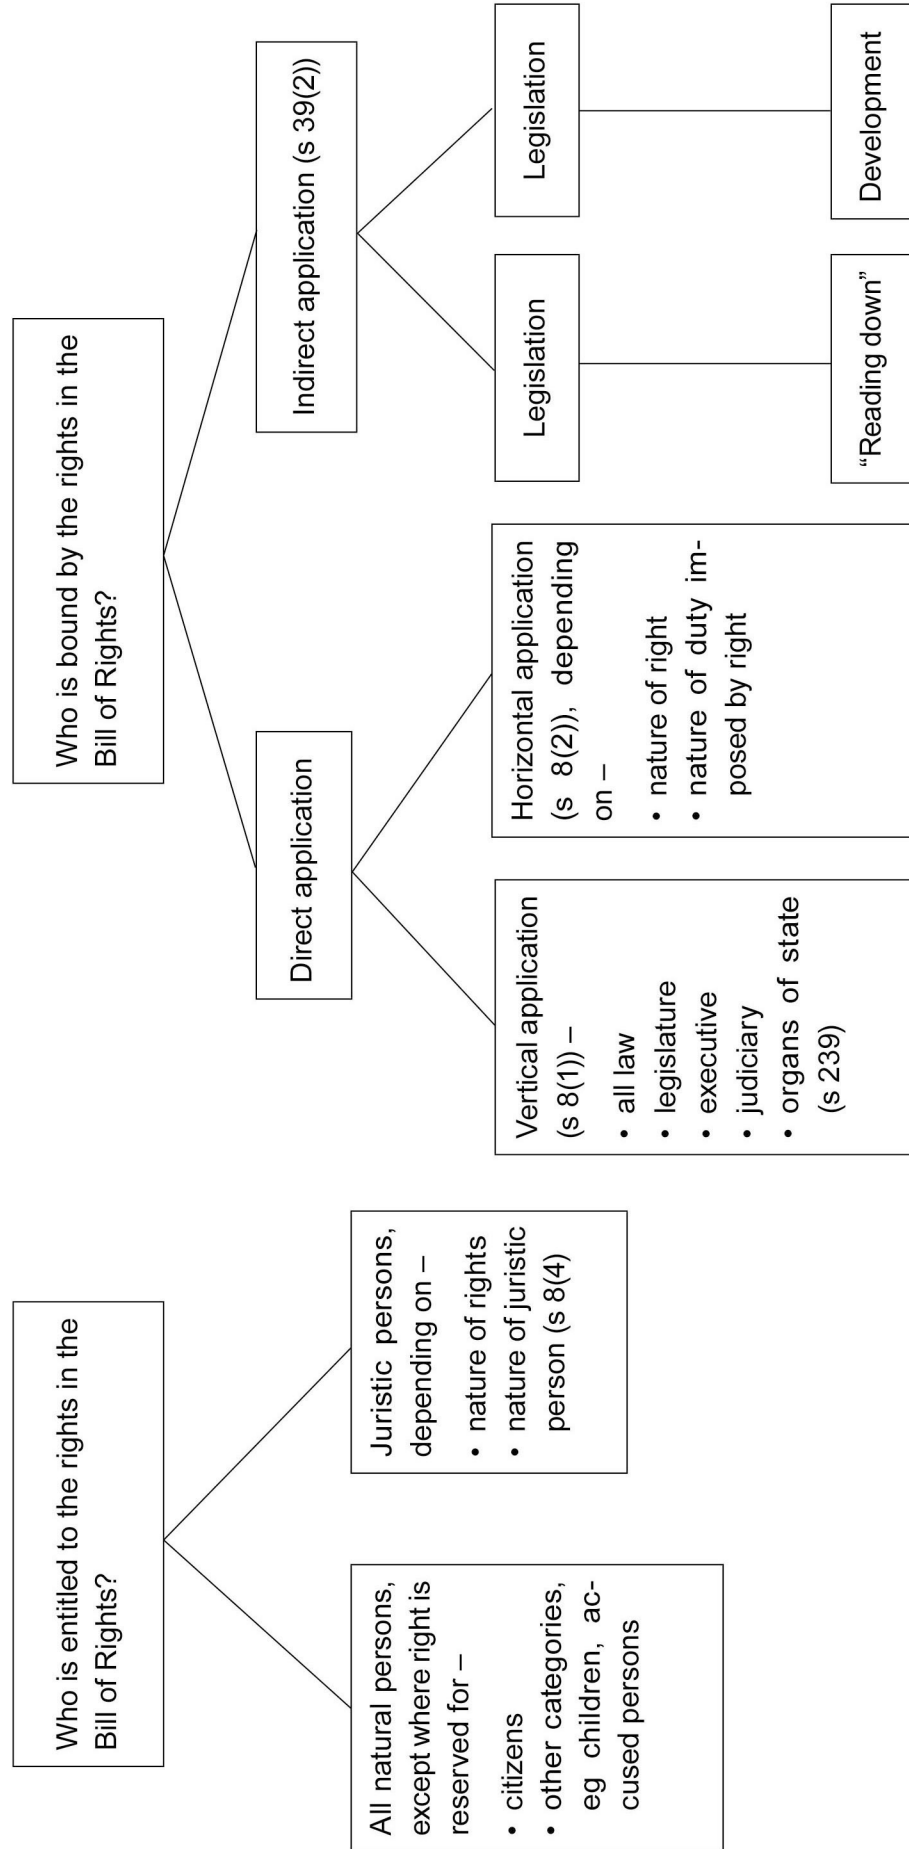 Who is entitled to the rights in the
Bill of Rights?
All natural persons,
except where right is
reserved for –
• citizens
• other categories,
eg children, ac-
cused persons
Juristic persons,
depending on –
• nature of rights
• nature of juristic
person (s 8(4)
Who is bound by the rights in the
Bill of Rights?
Direct application
Vertical application
(s 8(1)) –
• all law
• legislature
• executive
• judiciary
• organs of state
(s 239)
Horizontal application
(s 8(2)), depending
on –
• nature of right
• nature of duty im-
posed by right
Indirect application (s 39(2))
Legislation
“Reading down”
Legislation
Development